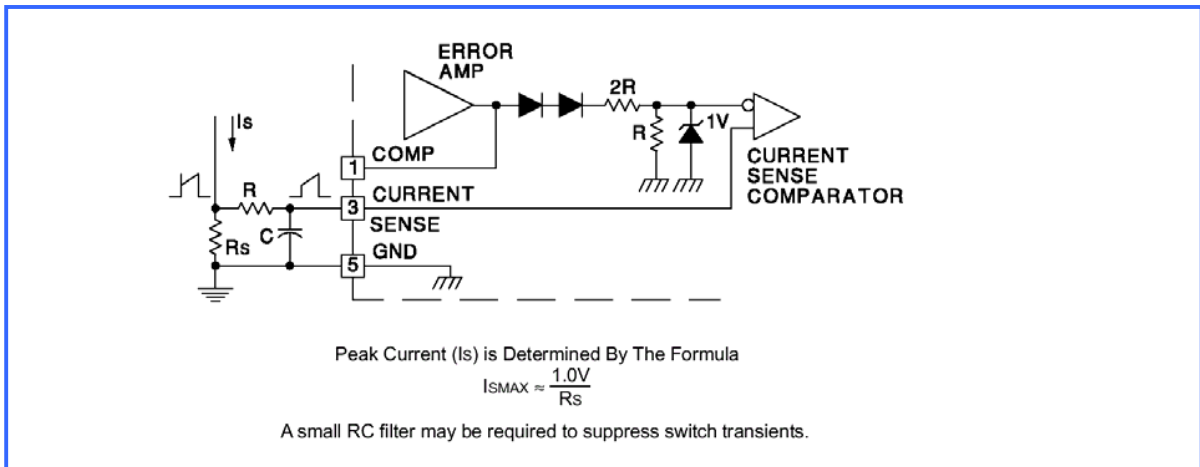 ERROR
AMP
2R
Is
R
1V
1 COMP
CURRENT
SENSE
COMPARATOR
R
3 CURRENT
SENSE
C
Rs
5 GND
Peak Current (Is) is Determined By The Formula
ISMAX ≈ 1.0V
Rs
A small RC filter may be required to suppress switch transients.